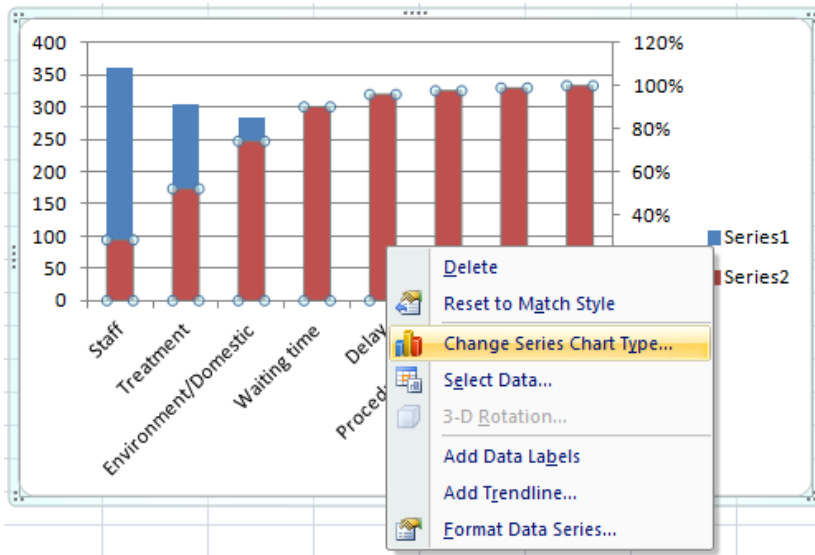 400
350
300
250
200
150
100
50
0
120%
100%
80%
60%
40%
Series1
Series2
Staff
Treatment
Environment/Domestic
Waiting time
Delay
Delete
Reset to Match Style
Change Series Chart Type...
Select Data...
3-D Rotation...
Add Data Labels
Add Trendline...
Format Data Series...